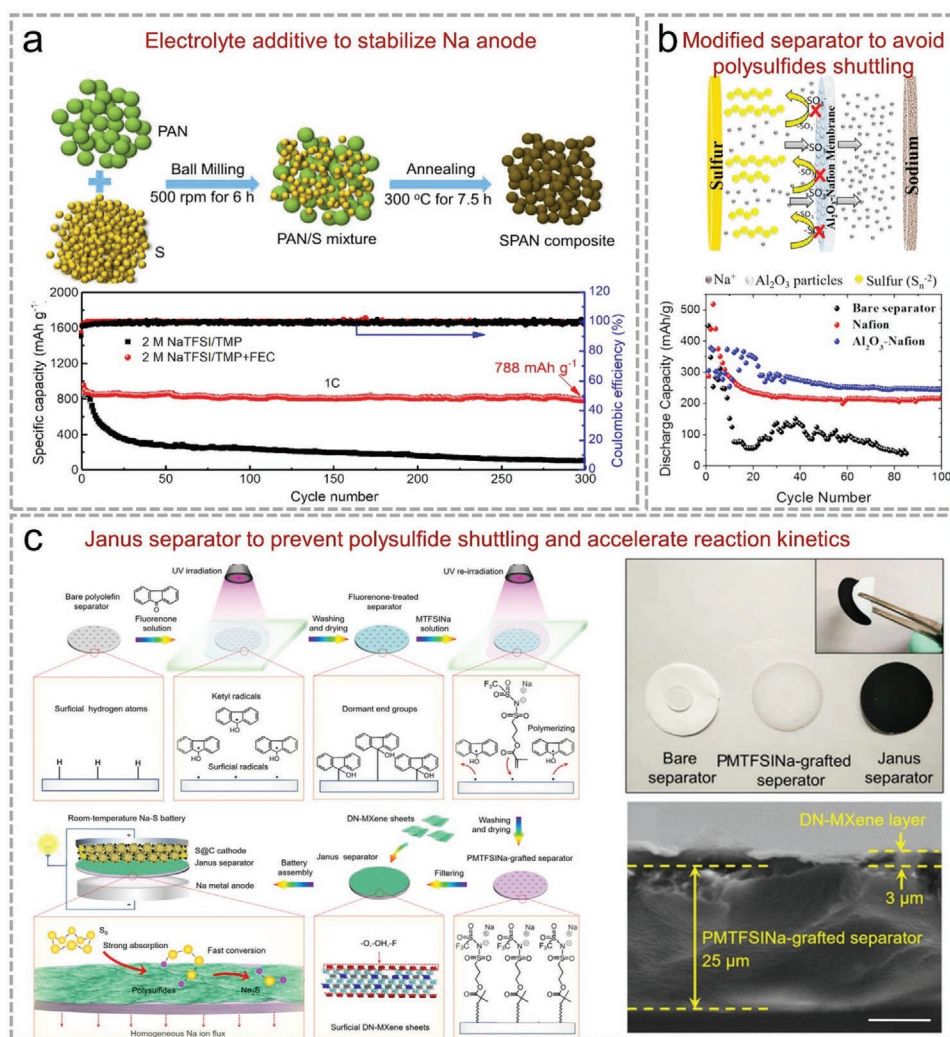 a
Electrolyte additive to stabilize Na anode
PAN
S
Ball Milling
500 rpm for 6 h
PAN/S mixture
Annealing
300 °C for 7.5 h
SPAN composite
Specific capacity (mAh g⁻¹)
2000
1600
1200
800
400
0
2 M NaTFSI/TMP
2 M NaTFSI/TMP+FEC
1C
788 mAh g⁻¹
120
100
80
60
40
20
0
Coulombic efficiency (%)
0 50 100 150 200 250 300
Cycle number
b
Modified separator to avoid
polysulfides shuttling
Sulfur
Al₂O₃-Nafion Membrane
Sodium
Na⁺ Al₂O₃ particles Sulfur (Sₙ⁻²)
Discharge Capacity (mAh/g)
500
400
300
200
100
0
Bare separator
Nafion
Al₂O₃-Nafion
0 20 40 60 80 100
Cycle Number
c
Janus separator to prevent polysulfide shuttling and accelerate reaction kinetics
UV irradiation
UV re-irradiation
Bare polyolefin
separator
O
Fluorenone
solution
Washing
and drying
Fluorenone-treated
separator
MTFSINa
solution
Surficial hydrogen atoms
H H H
Ketyl radicals
Surficial radicals
Dormant end groups
Polymerizing
Room-temperature Na-S battery
S@C cathode
Janus separator
Na metal anode
Battery
assembly
Janus separator
DN-MXene sheets
Filtering
Washing
and drying
PMTFSINa-grafted separator
S₈
Strong absorption
Fast conversion
Polysulfides
Na₂S
Homogeneous Na ion flux
-O,-OH,-F
Surficial DN-MXene sheets
Bare
separator
PMTFSINa-grafted
seperator
Janus
separator
DN-MXene
layer
3 μm
PMTFSINa-grafted separator
25 μm